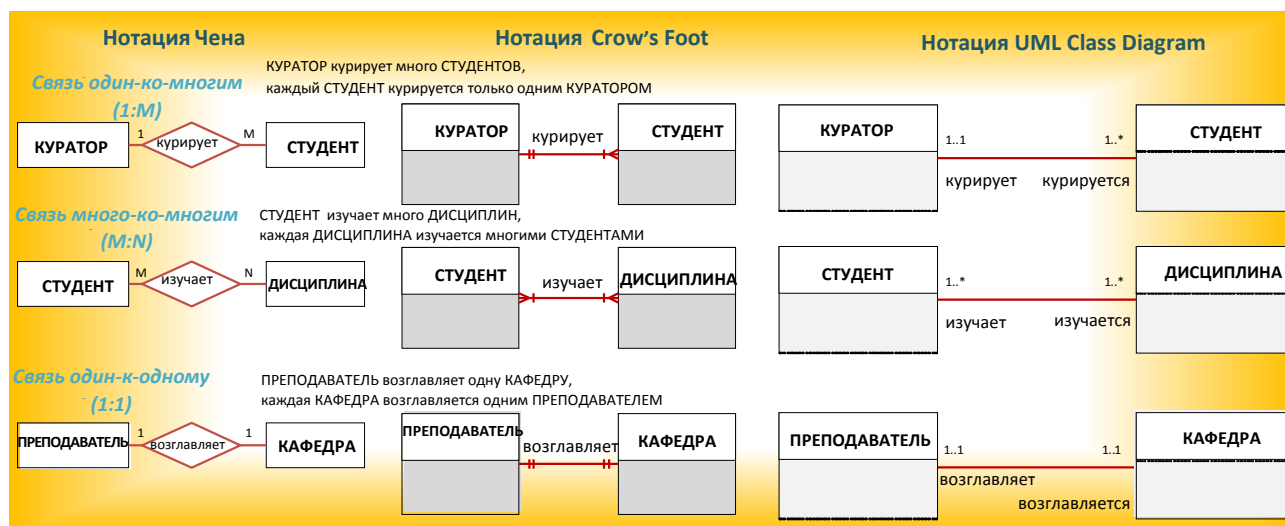 Нотация Чена
Нотация Crow's Foot
Нотация UML Class Diagram
Связь один-ко-многим
(1:M)
КУРАТОР курирует много СТУДЕНТОВ,
каждый СТУДЕНТ курируется только одним КУРАТОРОМ
КУРАТОР
1
курирует
M
СТУДЕНТ
КУРАТОР
курирует
СТУДЕНТ
КУРАТОР
1..1
1..*
СТУДЕНТ
курирует
курируется
Связь много-ко-многим
(M:N)
СТУДЕНТ изучает много ДИСЦИПЛИН,
каждая ДИСЦИПЛИНА изучается многими СТУДЕНТАМИ
СТУДЕНТ
M
изучает
N
ДИСЦИПЛИНА
СТУДЕНТ
изучает
ДИСЦИПЛИНА
СТУДЕНТ
1..*
1..*
ДИСЦИПЛИНА
изучает
изучается
Связь один-к-одному
(1:1)
ПРЕПОДАВАТЕЛЬ возглавляет одну КАФЕДРУ,
каждая КАФЕДРА возглавляется одним ПРЕПОДАВАТЕЛЕМ
ПРЕПОДАВАТЕЛЬ
1
возглавляет
1
КАФЕДРА
ПРЕПОДАВАТЕЛЬ
возглавляет
КАФЕДРА
ПРЕПОДАВАТЕЛЬ
1..1
1..1
КАФЕДРА
возглавляет
возглавляется